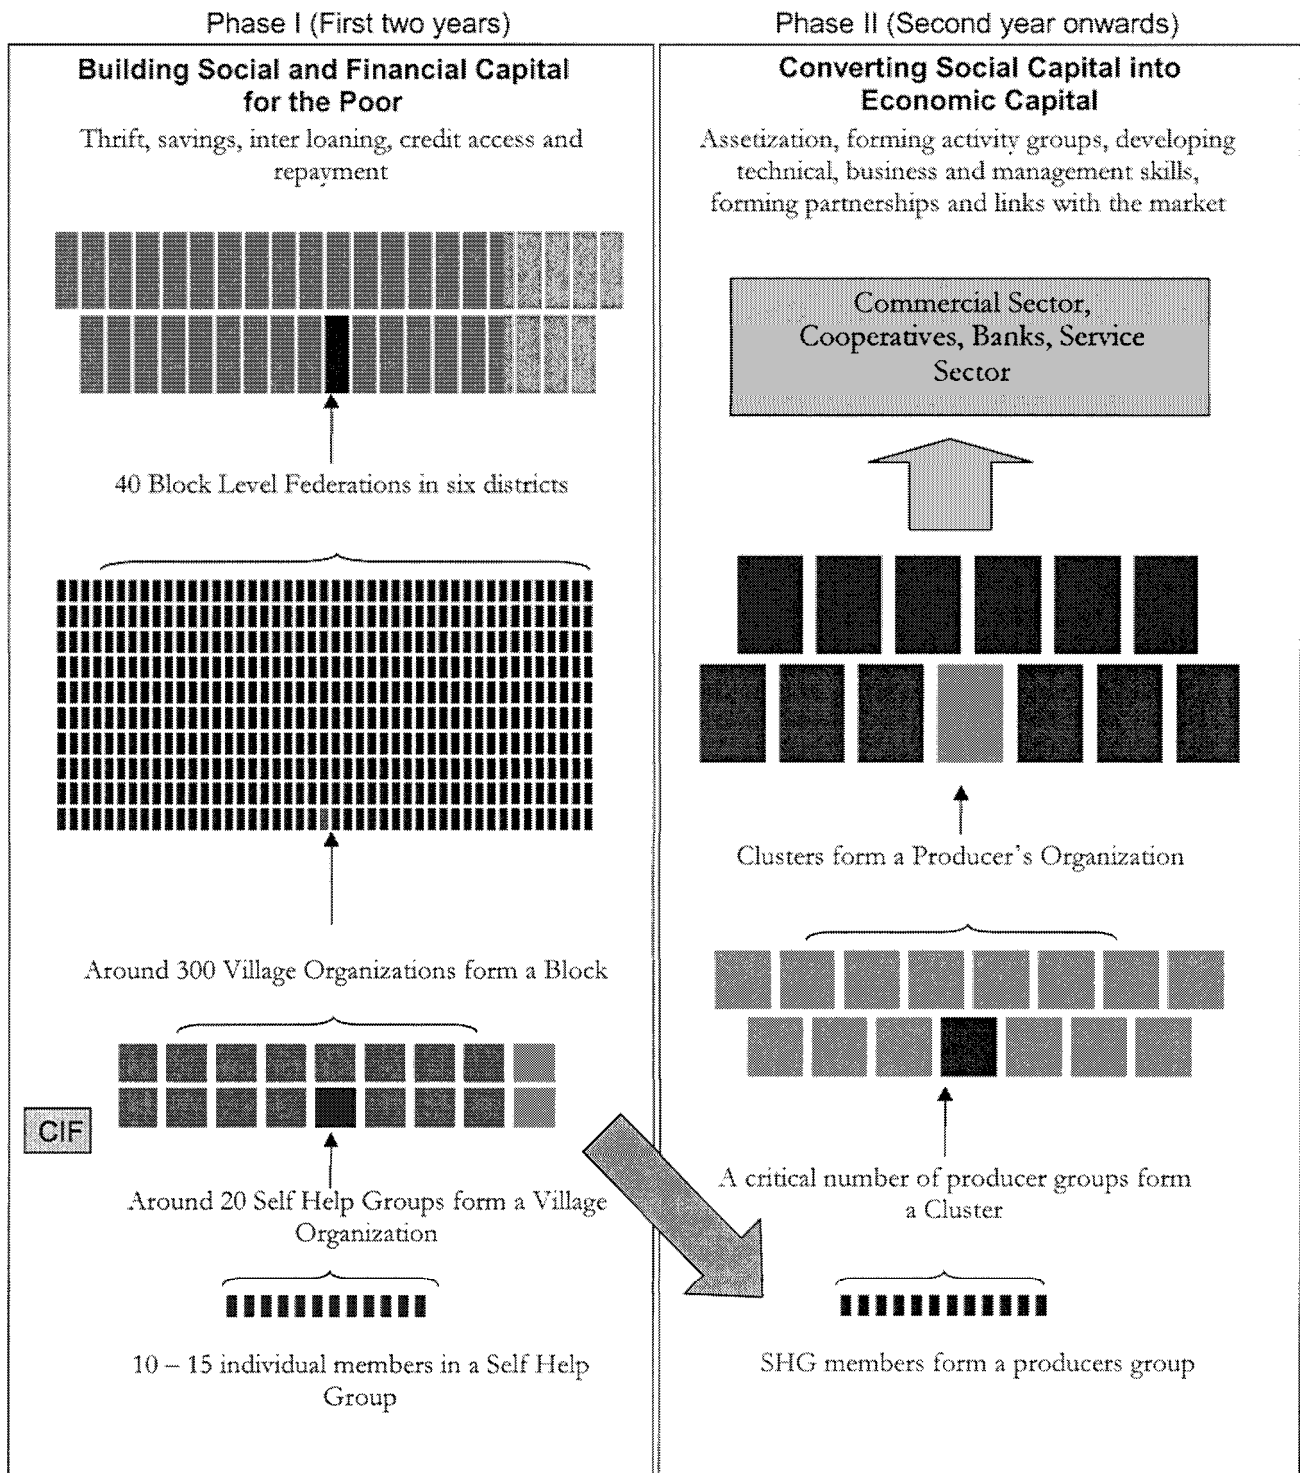 Phase I (First two years)
Building Social and Financial Capital
for the Poor
Thrift, savings, inter loaning, credit access and
repayment
40 Block Level Federations in six districts
Around 300 Village Organizations form a Block
CIF
Around 20 Self Help Groups form a Village
Organization
10 – 15 individual members in a Self Help
Group
Phase II (Second year onwards)
Converting Social Capital into
Economic Capital
Assetization, forming activity groups, developing
technical, business and management skills,
forming partnerships and links with the market
Commercial Sector,
Cooperatives, Banks, Service
Sector
Clusters form a Producer's Organization
A critical number of producer groups form
a Cluster
SHG members form a producers group